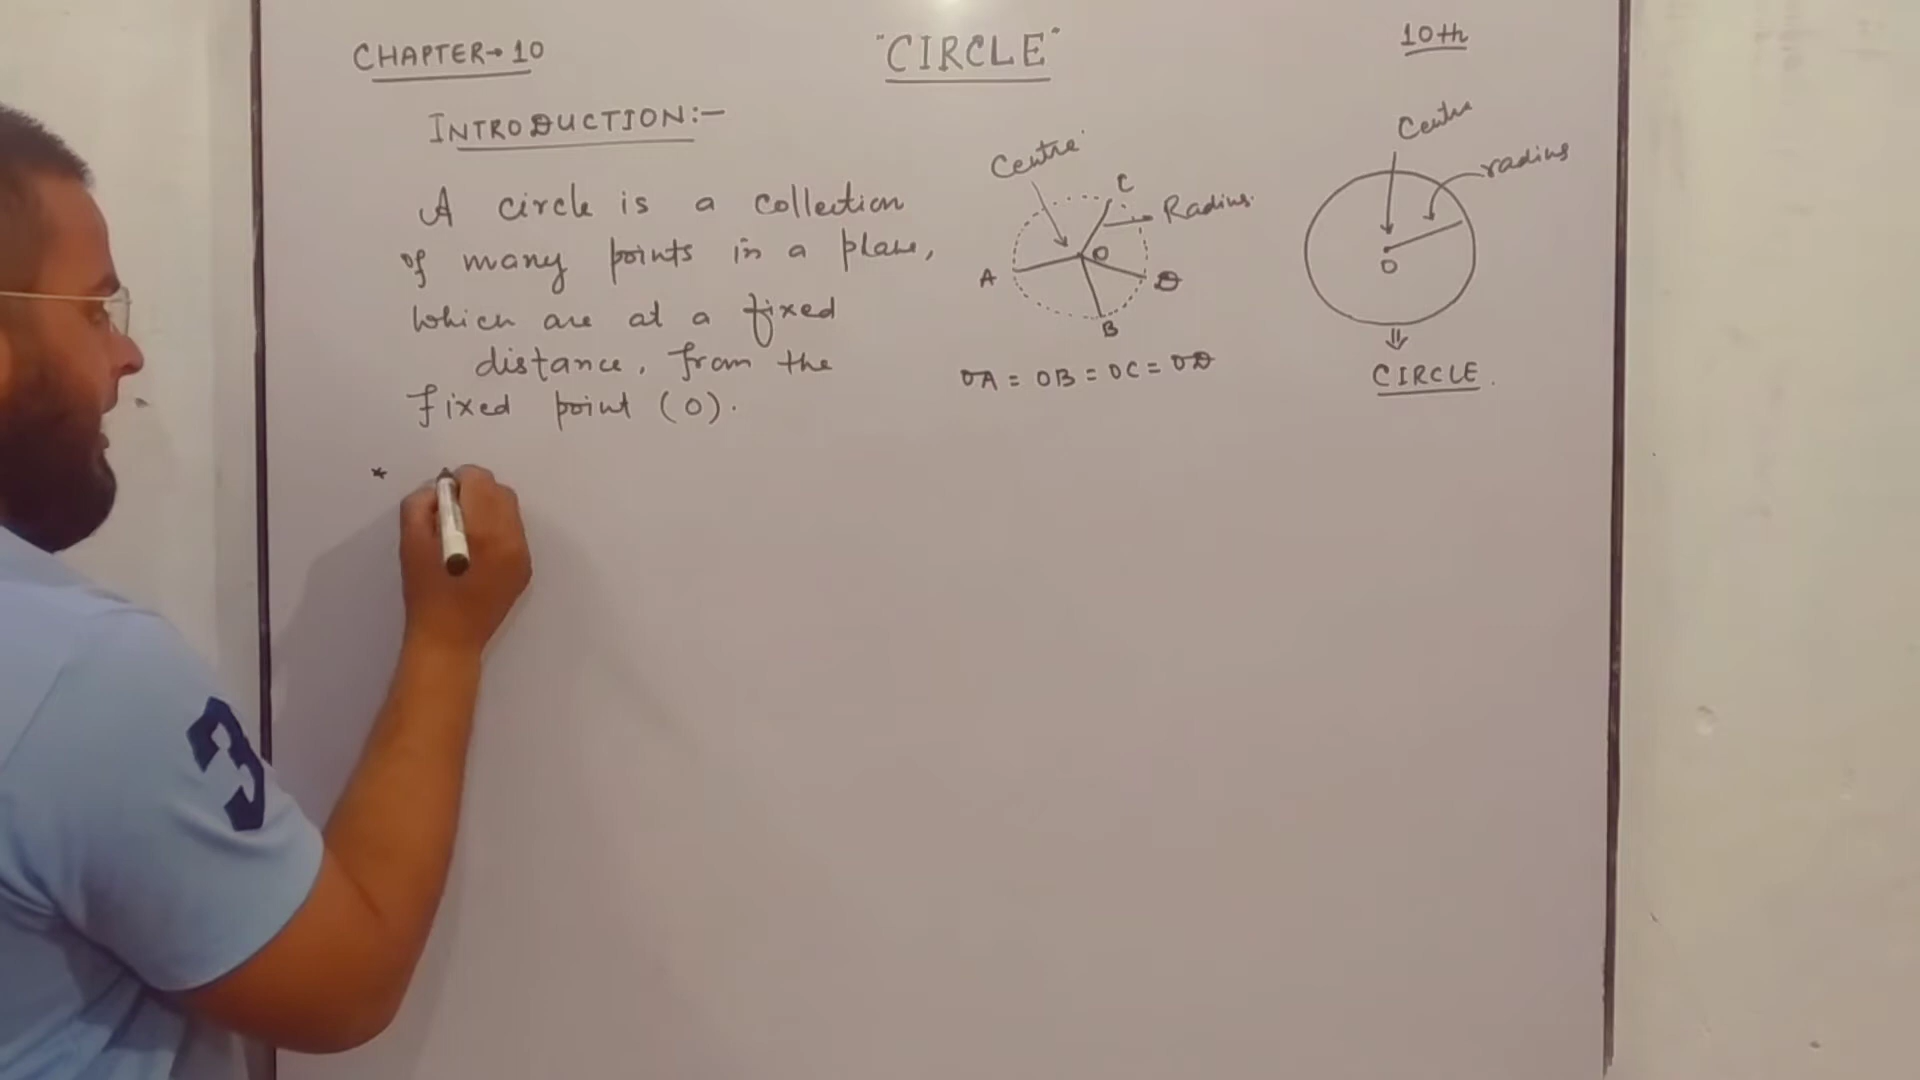 CHAPTER→10
"CIRCLE"
10th
INTRODUCTION:-
A circle is a collection
of many points in a plane,
which are at a fixed
distance, from the
fixed point (O).
*
Centre
C
Radius
O
A
D
B
OA = OB = OC = OD
Centre
radius
O
⇓
CIRCLE.
3